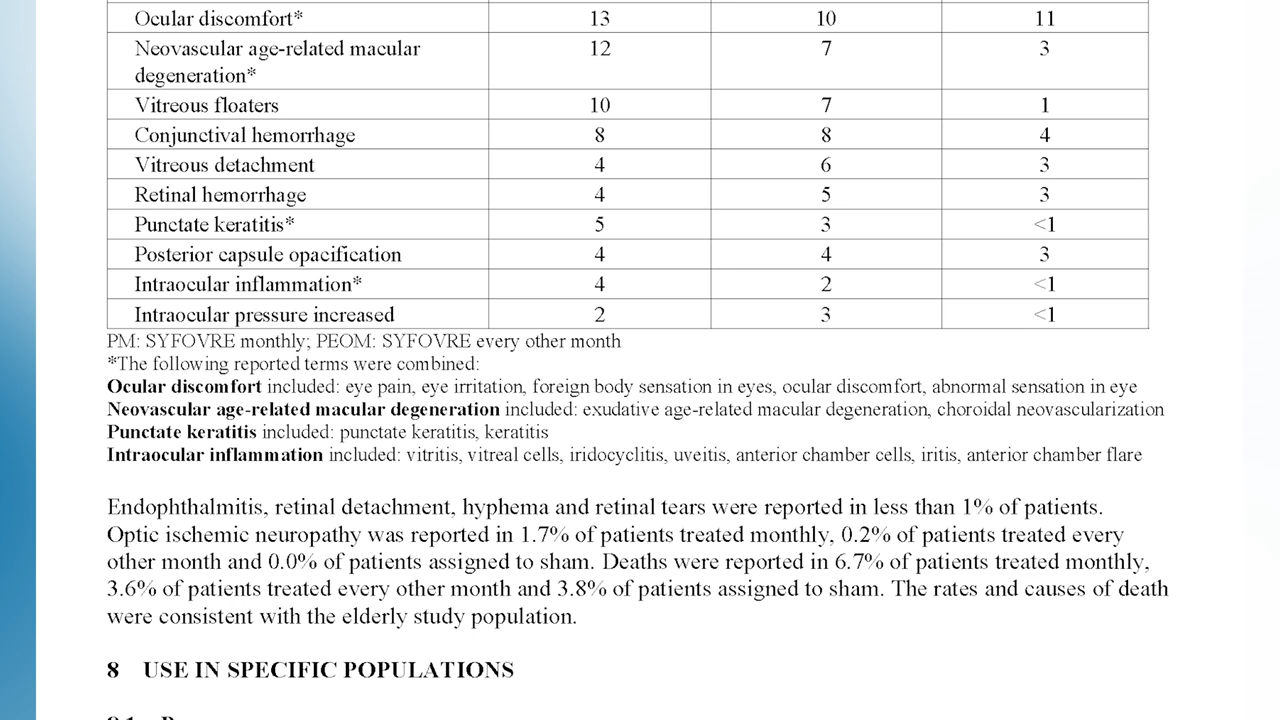 Ocular discomfort* 13 10 11
Neovascular age-related macular 12 7 3
degeneration*
Vitreous floaters 10 7 1
Conjunctival hemorrhage 8 8 4
Vitreous detachment 4 6 3
Retinal hemorrhage 4 5 3
Punctate keratitis* 5 3 <1
Posterior capsule opacification 4 4 3
Intraocular inflammation* 4 2 <1
Intraocular pressure increased 2 3 <1
PM: SYFOVRE monthly; PEOM: SYFOVRE every other month
*The following reported terms were combined:
Ocular discomfort included: eye pain, eye irritation, foreign body sensation in eyes, ocular discomfort, abnormal sensation in eye
Neovascular age-related macular degeneration included: exudative age-related macular degeneration, choroidal neovascularization
Punctate keratitis included: punctate keratitis, keratitis
Intraocular inflammation included: vitritis, vitreal cells, iridocyclitis, uveitis, anterior chamber cells, iritis, anterior chamber flare
Endophthalmitis, retinal detachment, hyphema and retinal tears were reported in less than 1% of patients.
Optic ischemic neuropathy was reported in 1.7% of patients treated monthly, 0.2% of patients treated every
other month and 0.0% of patients assigned to sham. Deaths were reported in 6.7% of patients treated monthly,
3.6% of patients treated every other month and 3.8% of patients assigned to sham. The rates and causes of death
were consistent with the elderly study population.
8 USE IN SPECIFIC POPULATIONS